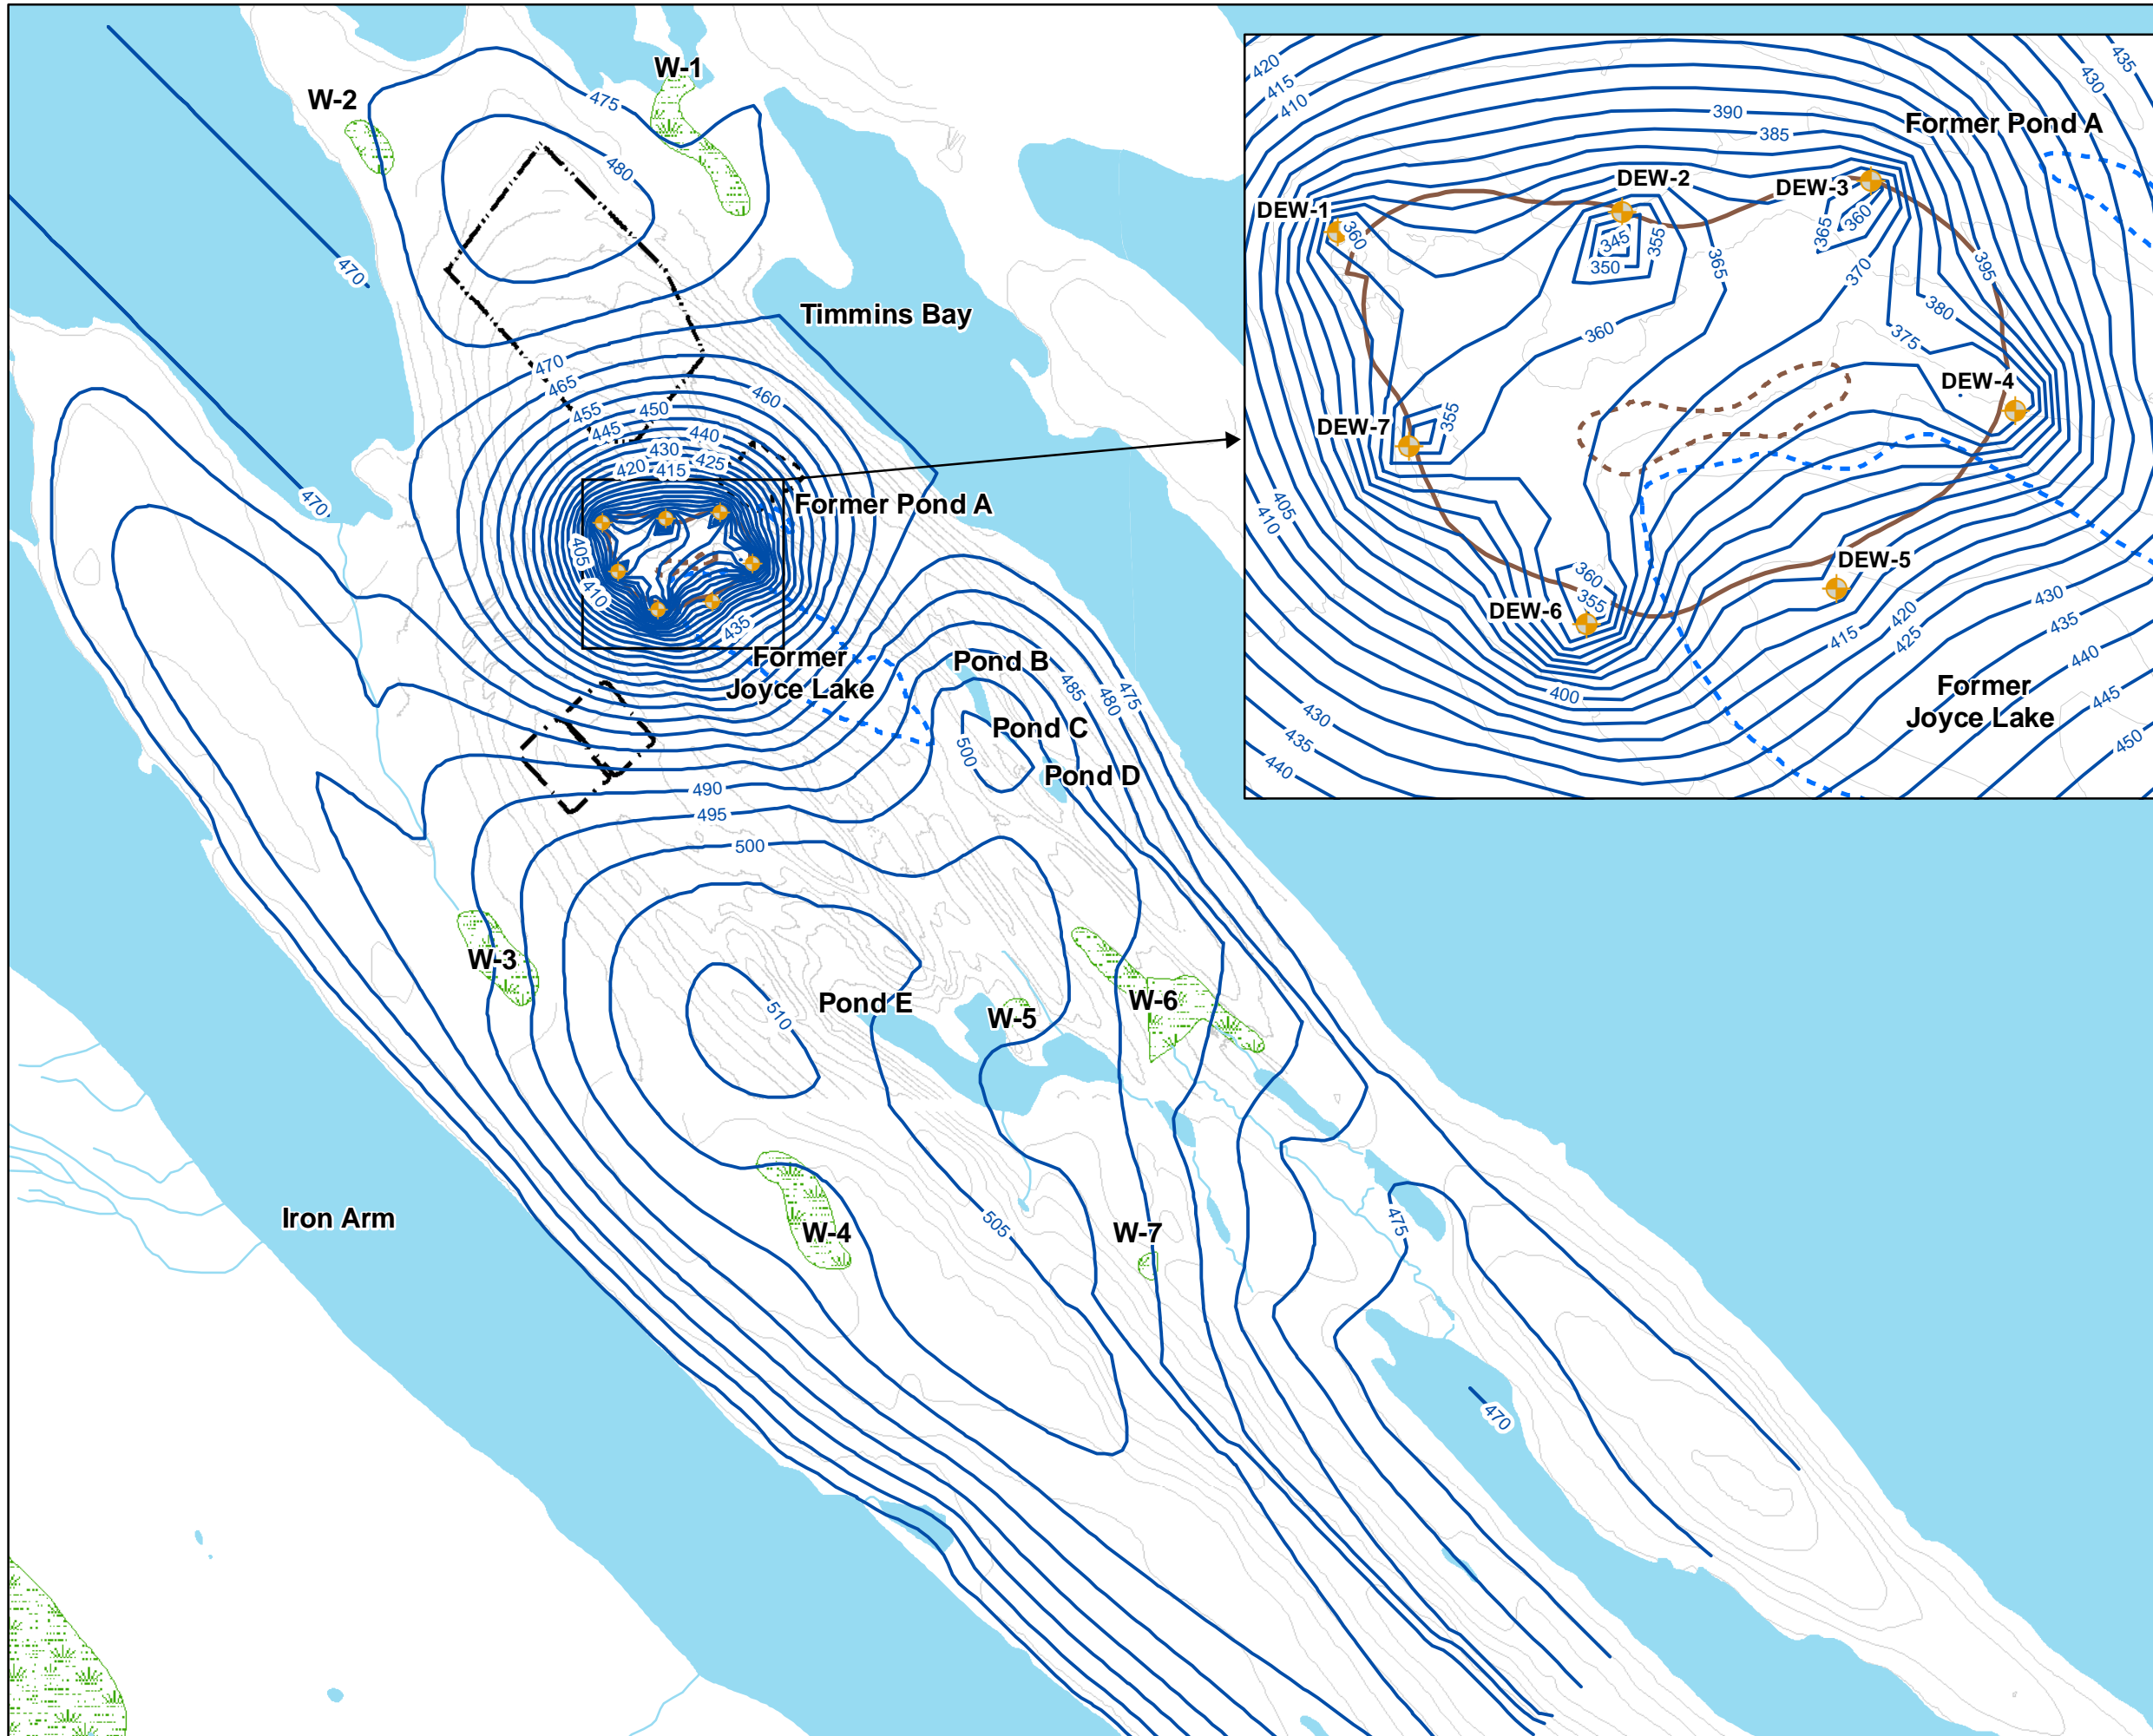 W-1
W-2
475
480
470
Timmins Bay
470
470
465
460
455
450
445
440
430
425
420
415
Former Pond A
405
410
435
Former
Joyce Lake
Pond B
485
480
475
Pond C
500
Pond D
490
495
500
W-3
510
Pond E
W-5
W-6
Iron Arm
W-4
505
W-7
475
470
420
415
410
435
430
390
385
Former Pond A
DEW-2
DEW-3
DEW-1
360
345
355
350
365
365
360
370
395
380
375
360
DEW-4
355
DEW-7
405
410
360
355
DEW-5
DEW-6
420
415
425
430
435
440
445
450
400
430
435
440
Former
Joyce Lake